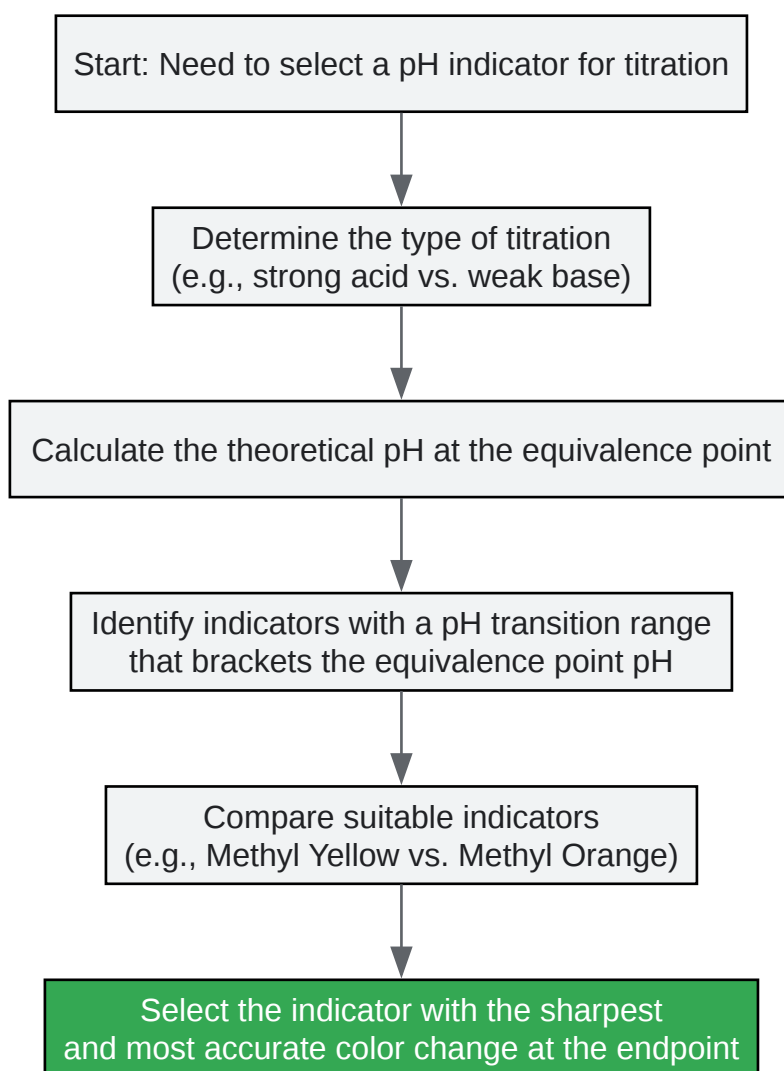 Start: Need to select a pH indicator for titration
Determine the type of titration
(e.g., strong acid vs. weak base)
Calculate the theoretical pH at the equivalence point
Identify indicators with a pH transition range
that brackets the equivalence point pH
Compare suitable indicators
(e.g., Methyl Yellow vs. Methyl Orange)
Select the indicator with the sharpest
and most accurate color change at the endpoint